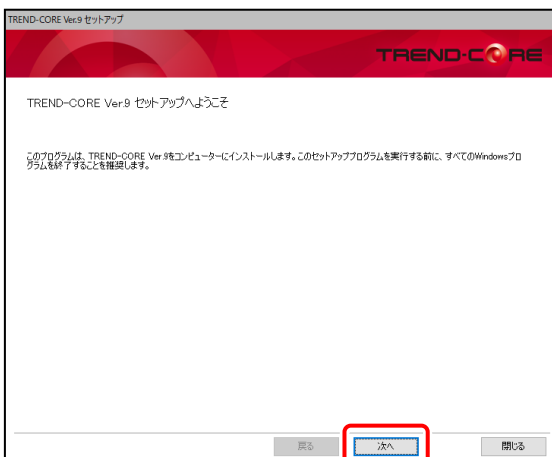 TREND-CORE Ver.9 セットアップ
TREND-CORE
TREND-CORE Ver.9 セットアップへようこそ
このプログラムは、TREND-CORE Ver.9をコンピューターにインストールします。このセットアッププログラムを実行する前に、すべてのWindowsプロ
グラムを終了することを推奨します。
戻る 次へ 閉じる